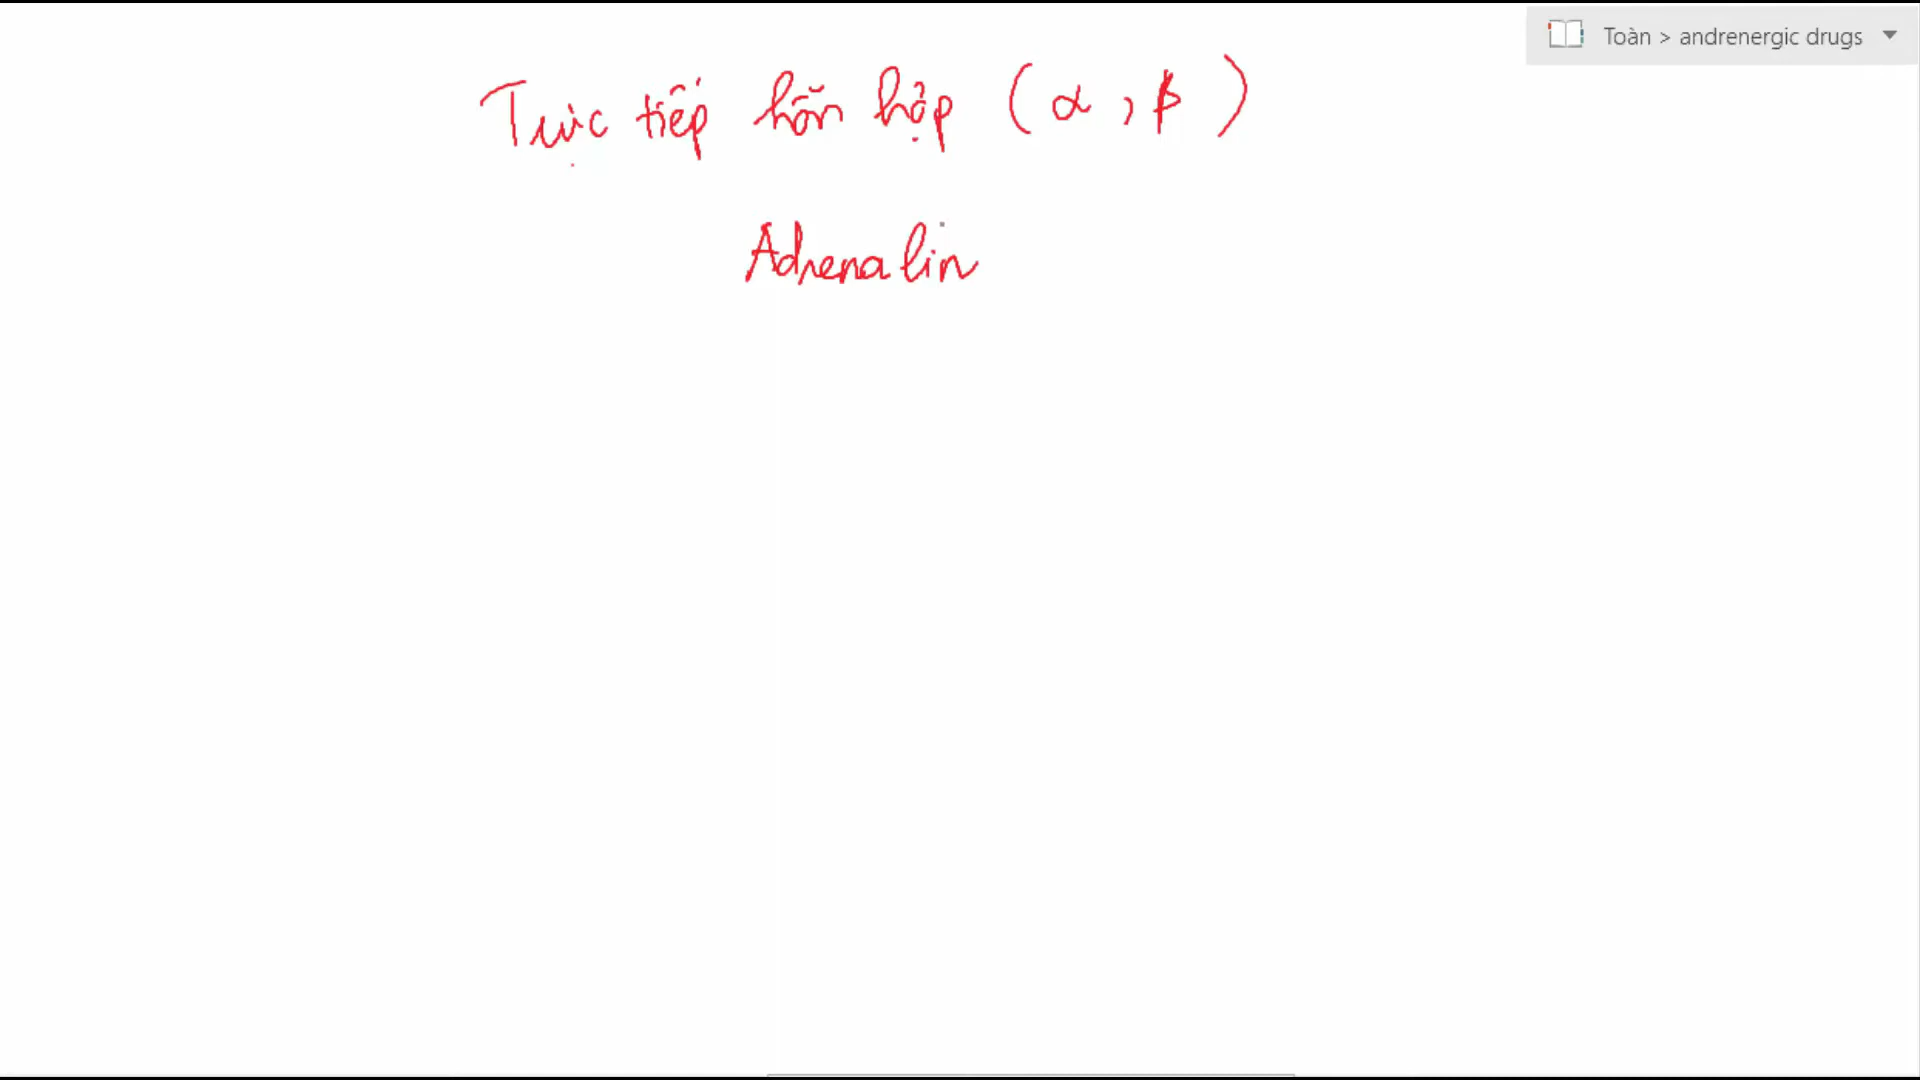 Toàn > andrenergic drugs
Trực tiếp hỗn hợp (α, β)
Adrenalin